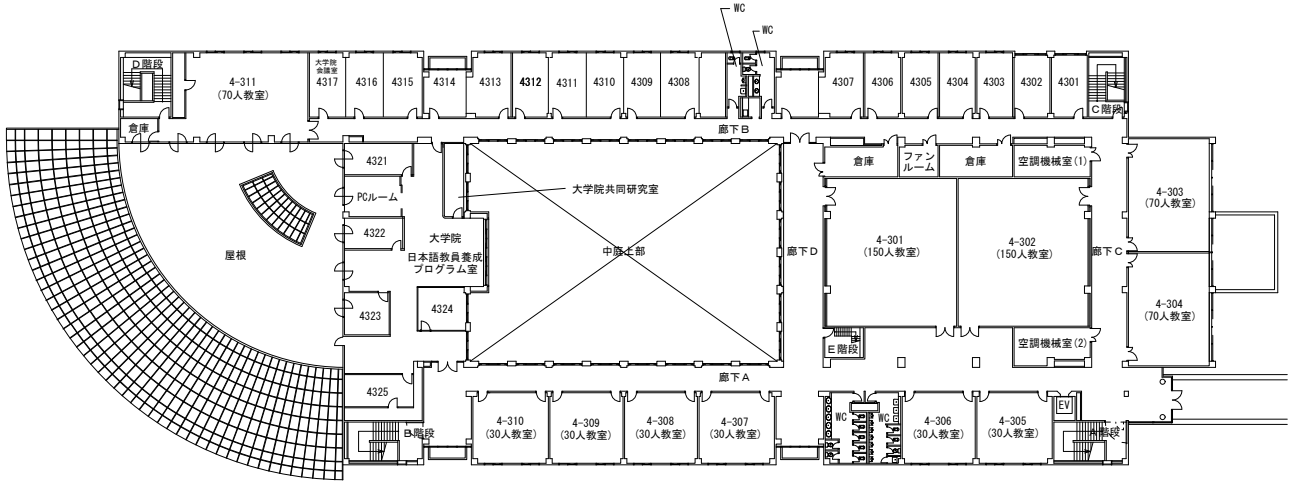 WC
WC
D階段
4-311
(70人教室)
大学院
会議室
4317
4316
4315
4314
4313
4312
4311
4310
4309
4308
4307
4306
4305
4304
4303
4302
4301
C階段
倉庫
廊下B
4321
PCルーム
4322
大学院
日本語教員養成
プログラム室
4323
4324
4325
大学院共同研究室
屋根
中庭上部
廊下D
倉庫
ファン
ルーム
倉庫
空調機械室(1)
4-301
(150人教室)
4-302
(150人教室)
廊下C
4-303
(70人教室)
4-304
(70人教室)
E階段
空調機械室(2)
廊下A
B階段
4-310
(30人教室)
4-309
(30人教室)
4-308
(30人教室)
4-307
(30人教室)
WC
WC
4-306
(30人教室)
4-305
(30人教室)
EV
A階段